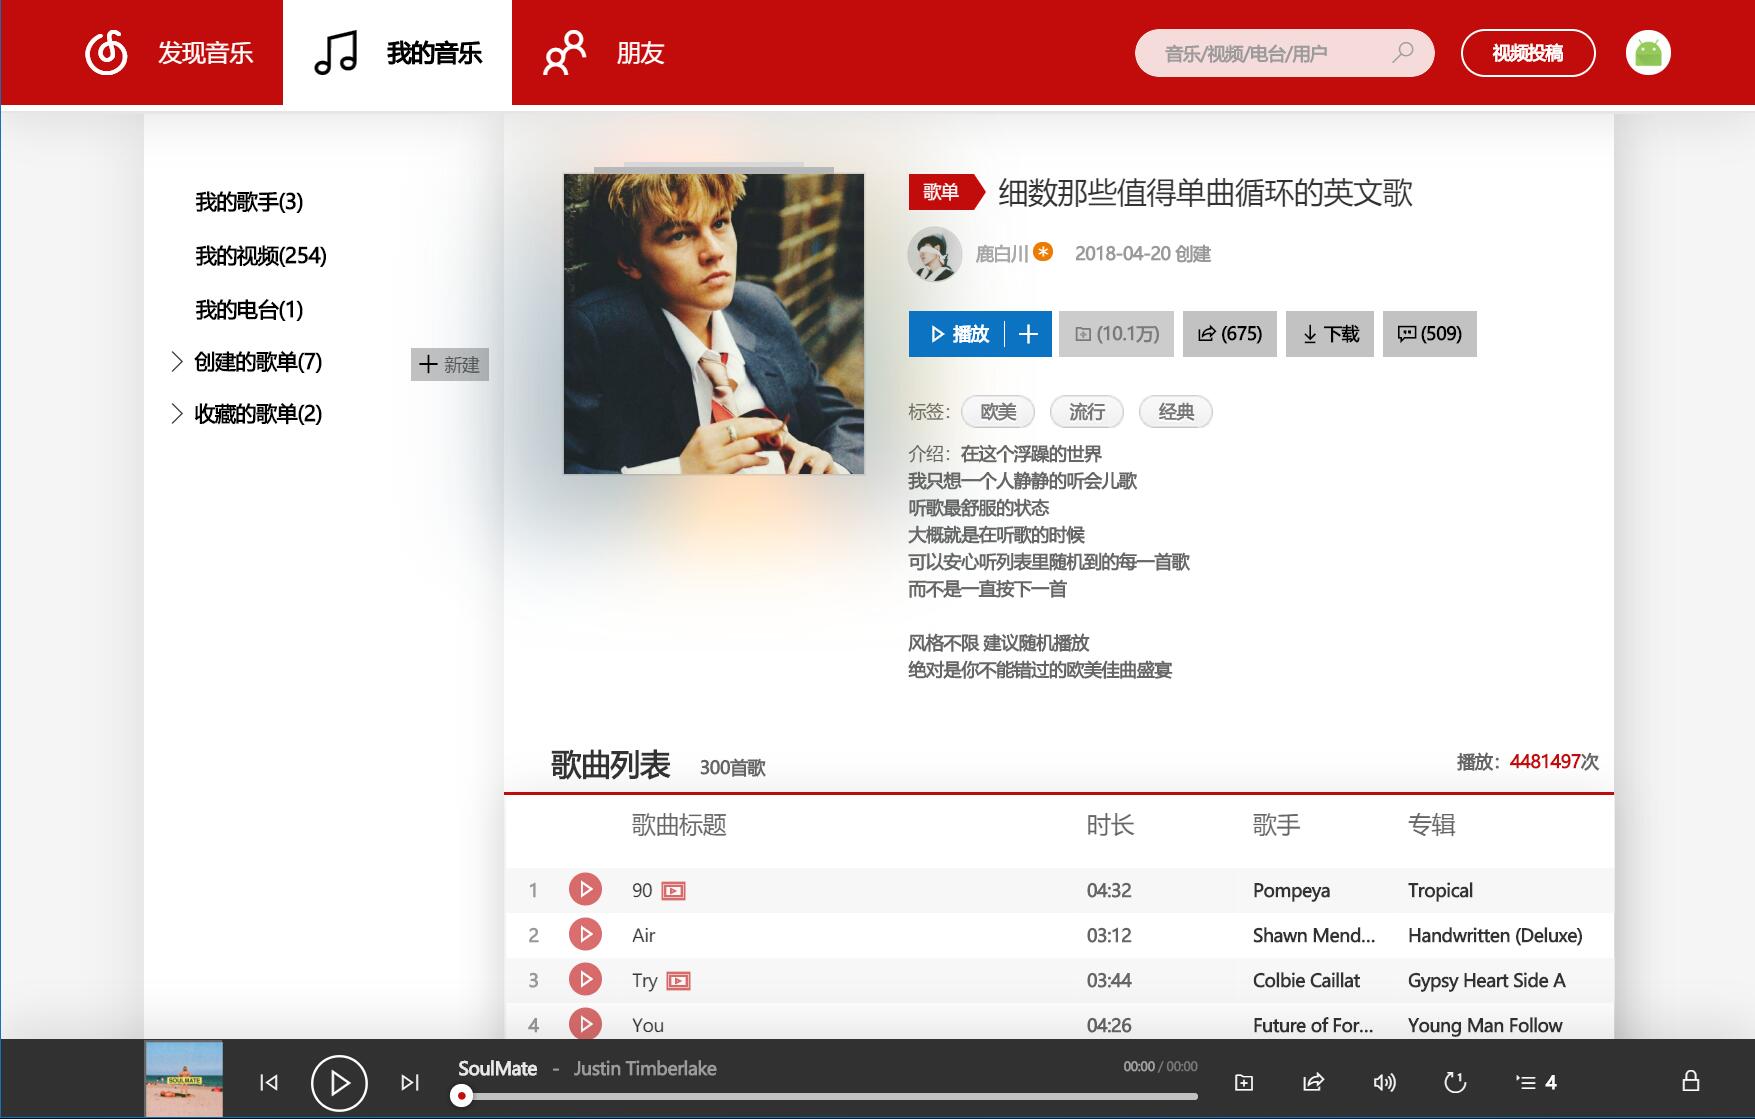 发现音乐 我的音乐 朋友 音乐/视频/电台/用户 视频投稿
我的歌手(3)
我的视频(254)
我的电台(1)
创建的歌单(7) 新建
收藏的歌单(2)
歌单 细数那些值得单曲循环的英文歌
鹿白川 2018-04-20 创建
播放 (10.1万) (675) 下载 (509)
标签： 欧美 流行 经典
介绍：在这个浮躁的世界
我只想一个人静静的听会儿歌
听歌最舒服的状态
大概就是在听歌的时候
可以安心听列表里随机到的每一首歌
而不是一直按下一首
风格不限 建议随机播放
绝对是你不能错过的欧美佳曲盛宴
歌曲列表 300首歌 播放：4481497次
歌曲标题 时长 歌手 专辑
1 90 04:32 Pompeya Tropical
2 Air 03:12 Shawn Mend... Handwritten (Deluxe)
3 Try 03:44 Colbie Caillat Gypsy Heart Side A
4 You 04:26 Future of For... Young Man Follow
SOULMATE
SoulMate - Justin Timberlake 00:00 / 00:00
1 4